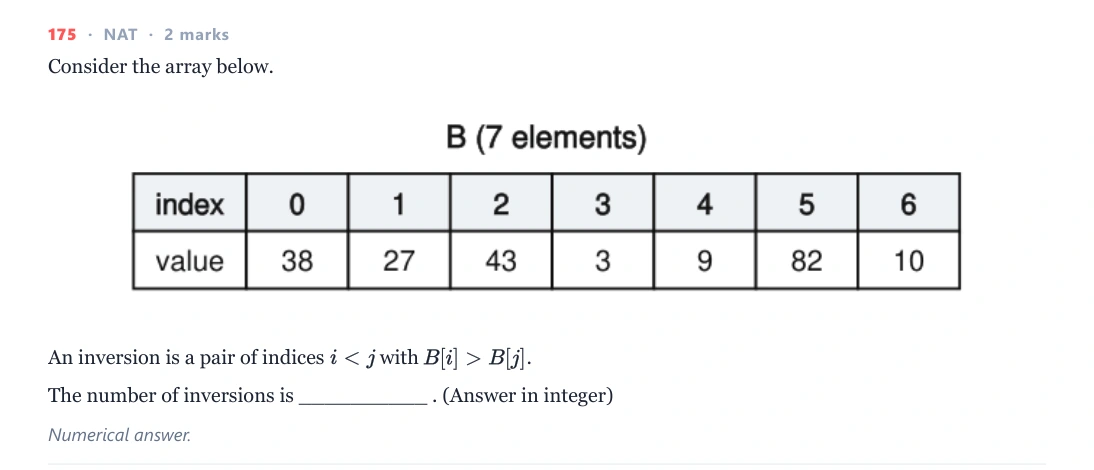 175 · NAT · 2 marks
Consider the array below.
B (7 elements)
index 0 1 2 3 4 5 6
value 38 27 43 3 9 82 10
An inversion is a pair of indices i < j with B[i] > B[j].
The number of inversions is ____________ . (Answer in integer)
Numerical answer.